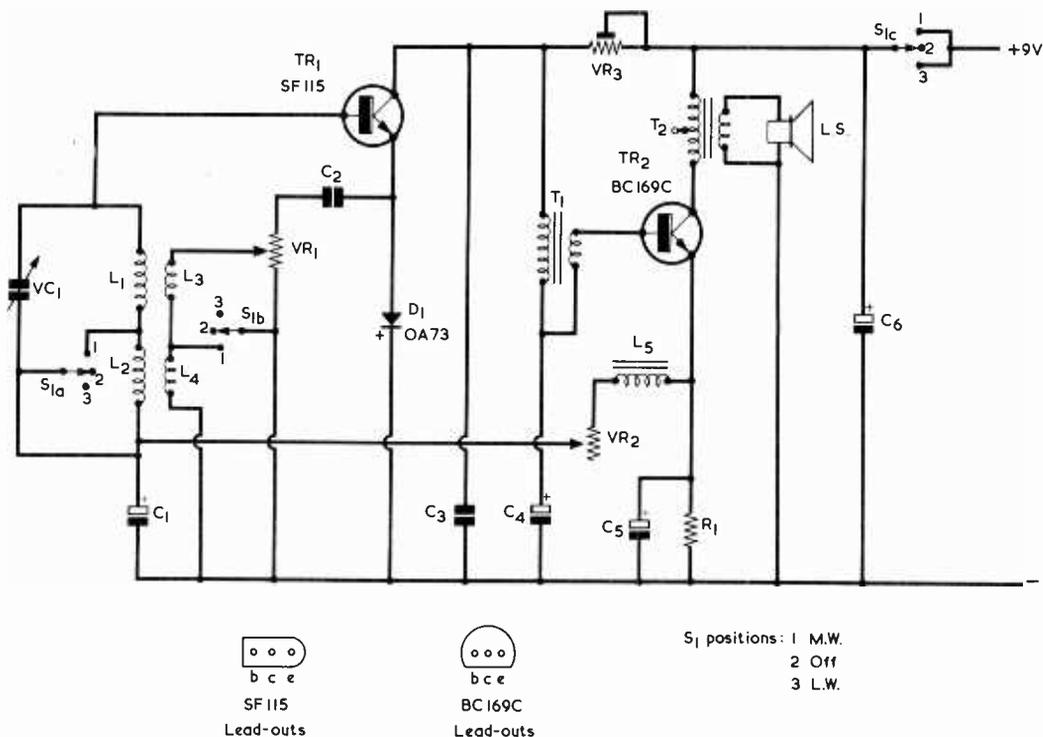 S1c
1
2
3
+9V
TR1
SF115
VR3
T2
L S
TR2
BC169C
C2
T1
VR1
L1
L3
VC1
3
2
S1b
1
D1
+
OA73
+
C6
1
S1a
2
3
L2
L4
L5
VR2
+
C1
C3
+
C4
+
C5
R1
–
b c e
SF115
Lead-outs
b c e
BC169C
Lead-outs
S1 positions: 1 M.W.
2 Off
3 L.W.